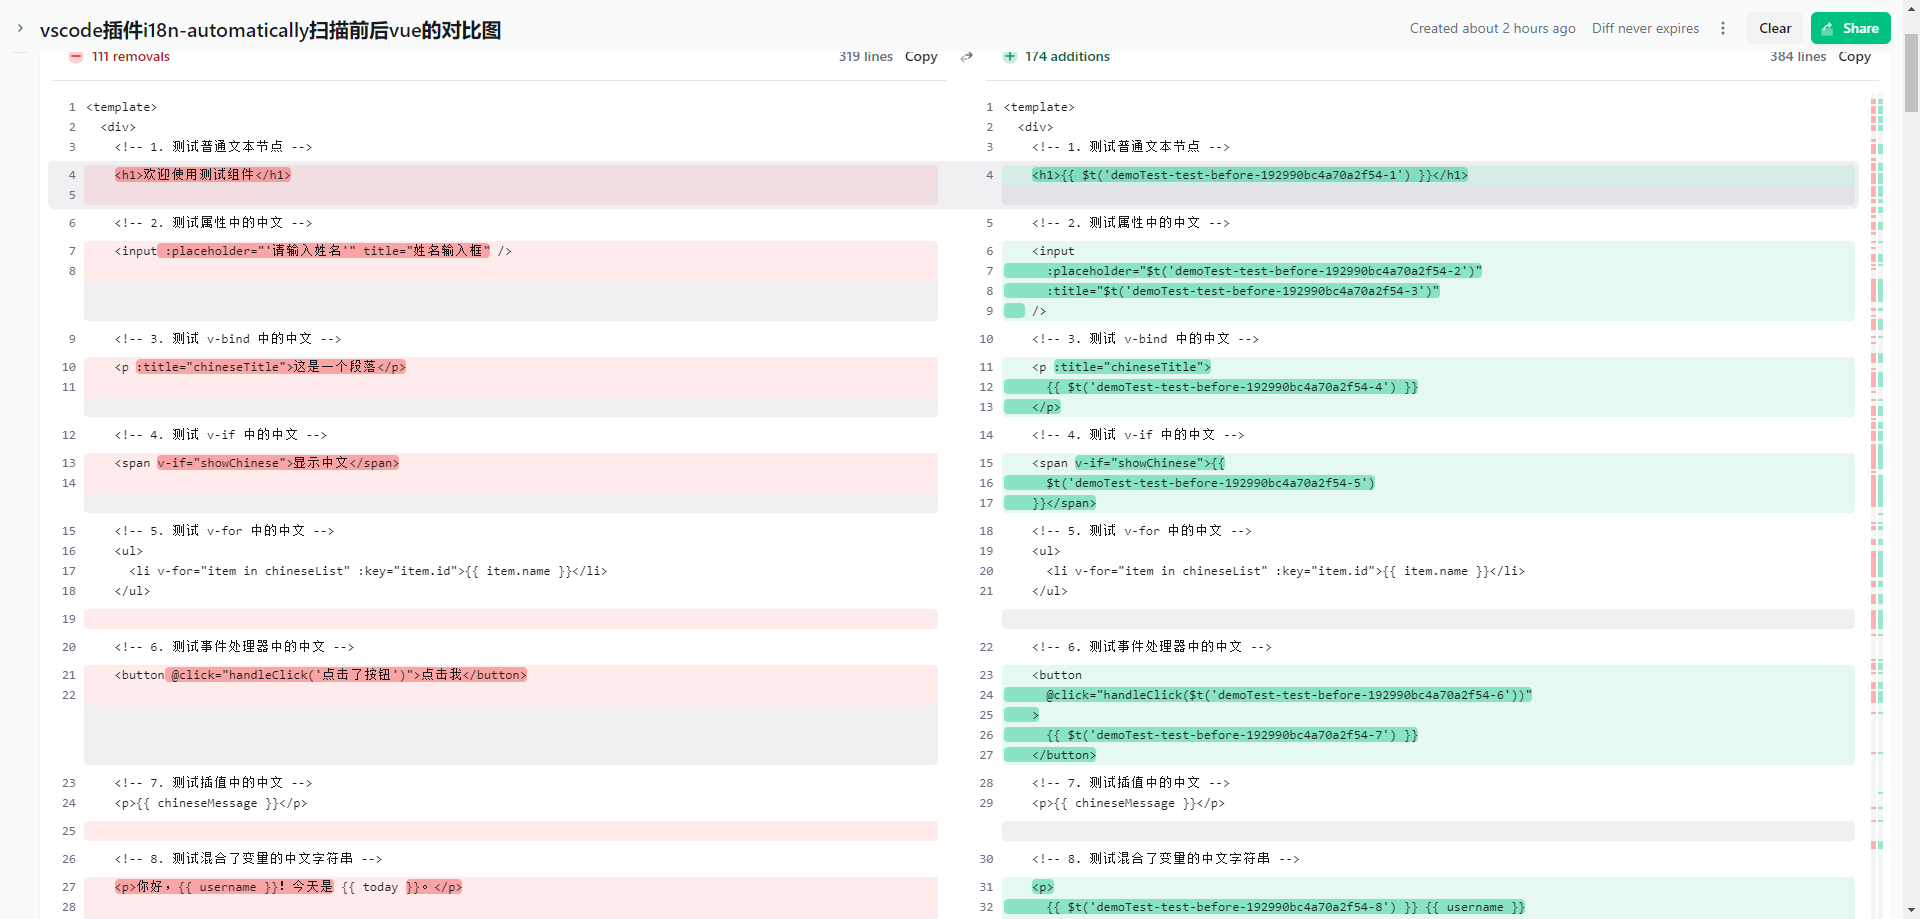 vscode插件i18n-automatically扫描前后vue的对比图
Created about 2 hours ago Diff never expires Clear Share
111 removals 319 lines Copy
1 <template>
2 <div>
3 <!-- 1. 测试普通文本节点 -->
4 <h1>欢迎使用测试组件</h1>
5
6 <!-- 2. 测试属性中的中文 -->
7 <input :placeholder="'请输入姓名'" title="姓名输入框" />
8
9 <!-- 3. 测试 v-bind 中的中文 -->
10 <p :title="chineseTitle">这是一个段落</p>
11
12 <!-- 4. 测试 v-if 中的中文 -->
13 <span v-if="showChinese">显示中文</span>
14
15 <!-- 5. 测试 v-for 中的中文 -->
16 <ul>
17 <li v-for="item in chineseList" :key="item.id">{{ item.name }}</li>
18 </ul>
19
20 <!-- 6. 测试事件处理器中的中文 -->
21 <button @click="handleClick('点击了按钮')">点击我</button>
22
23 <!-- 7. 测试插值中的中文 -->
24 <p>{{ chineseMessage }}</p>
25
26 <!-- 8. 测试混合了变量的中文字符串 -->
27 <p>你好，{{ username }}！今天是 {{ today }}。</p>
28
174 additions 384 lines Copy
1 <template>
2 <div>
3 <!-- 1. 测试普通文本节点 -->
4 <h1>{{ $t('demoTest-test-before-192990bc4a70a2f54-1') }}</h1>
5 <!-- 2. 测试属性中的中文 -->
6 <input
7 :placeholder="$t('demoTest-test-before-192990bc4a70a2f54-2')"
8 :title="$t('demoTest-test-before-192990bc4a70a2f54-3')"
9 />
10 <!-- 3. 测试 v-bind 中的中文 -->
11 <p :title="chineseTitle">
12 {{ $t('demoTest-test-before-192990bc4a70a2f54-4') }}
13 </p>
14 <!-- 4. 测试 v-if 中的中文 -->
15 <span v-if="showChinese">{{
16 $t('demoTest-test-before-192990bc4a70a2f54-5')
17 }}</span>
18 <!-- 5. 测试 v-for 中的中文 -->
19 <ul>
20 <li v-for="item in chineseList" :key="item.id">{{ item.name }}</li>
21 </ul>
22 <!-- 6. 测试事件处理器中的中文 -->
23 <button
24 @click="handleClick($t('demoTest-test-before-192990bc4a70a2f54-6'))"
25 >
26 {{ $t('demoTest-test-before-192990bc4a70a2f54-7') }}
27 </button>
28 <!-- 7. 测试插值中的中文 -->
29 <p>{{ chineseMessage }}</p>
30 <!-- 8. 测试混合了变量的中文字符串 -->
31 <p>
32 {{ $t('demoTest-test-before-192990bc4a70a2f54-8') }} {{ username }}